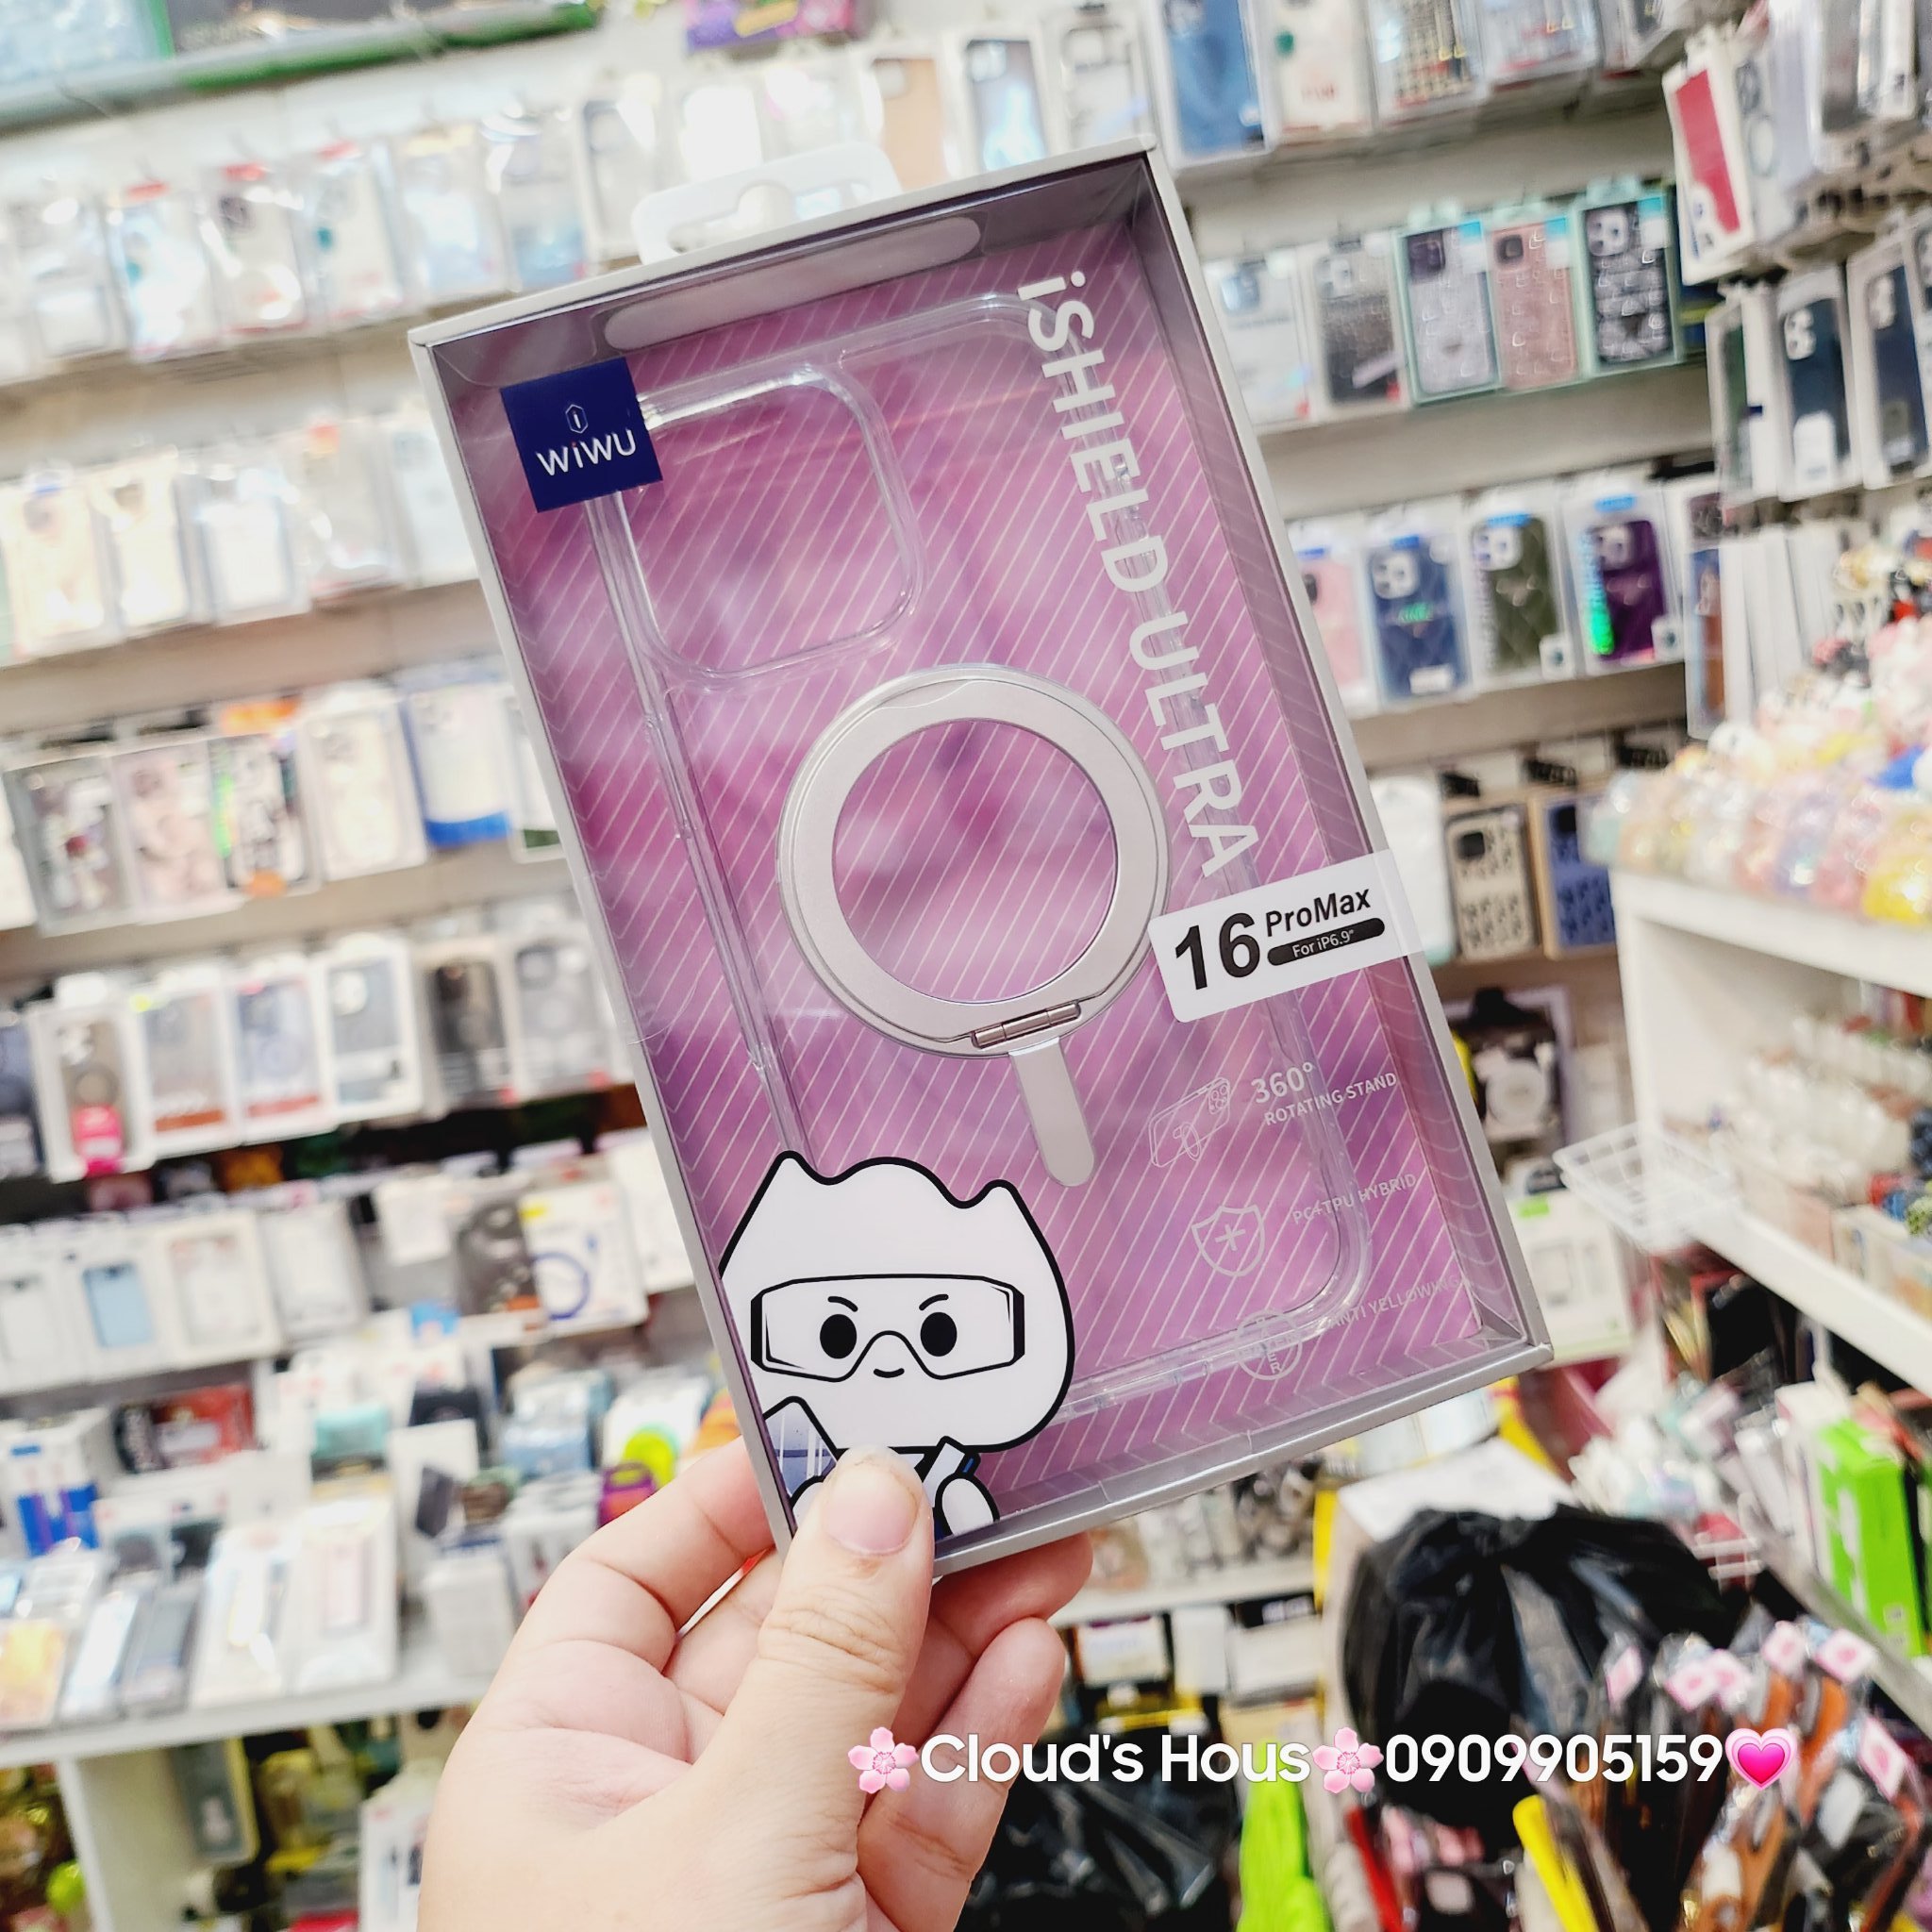 WiWU
iSHIELD ULTRA
16 ProMax
For iP6.9"
360°
ROTATING STAND
PC+TPU HYBRID
ANTI YELLOWING
🌸Cloud's Hous🌸0909905159💗